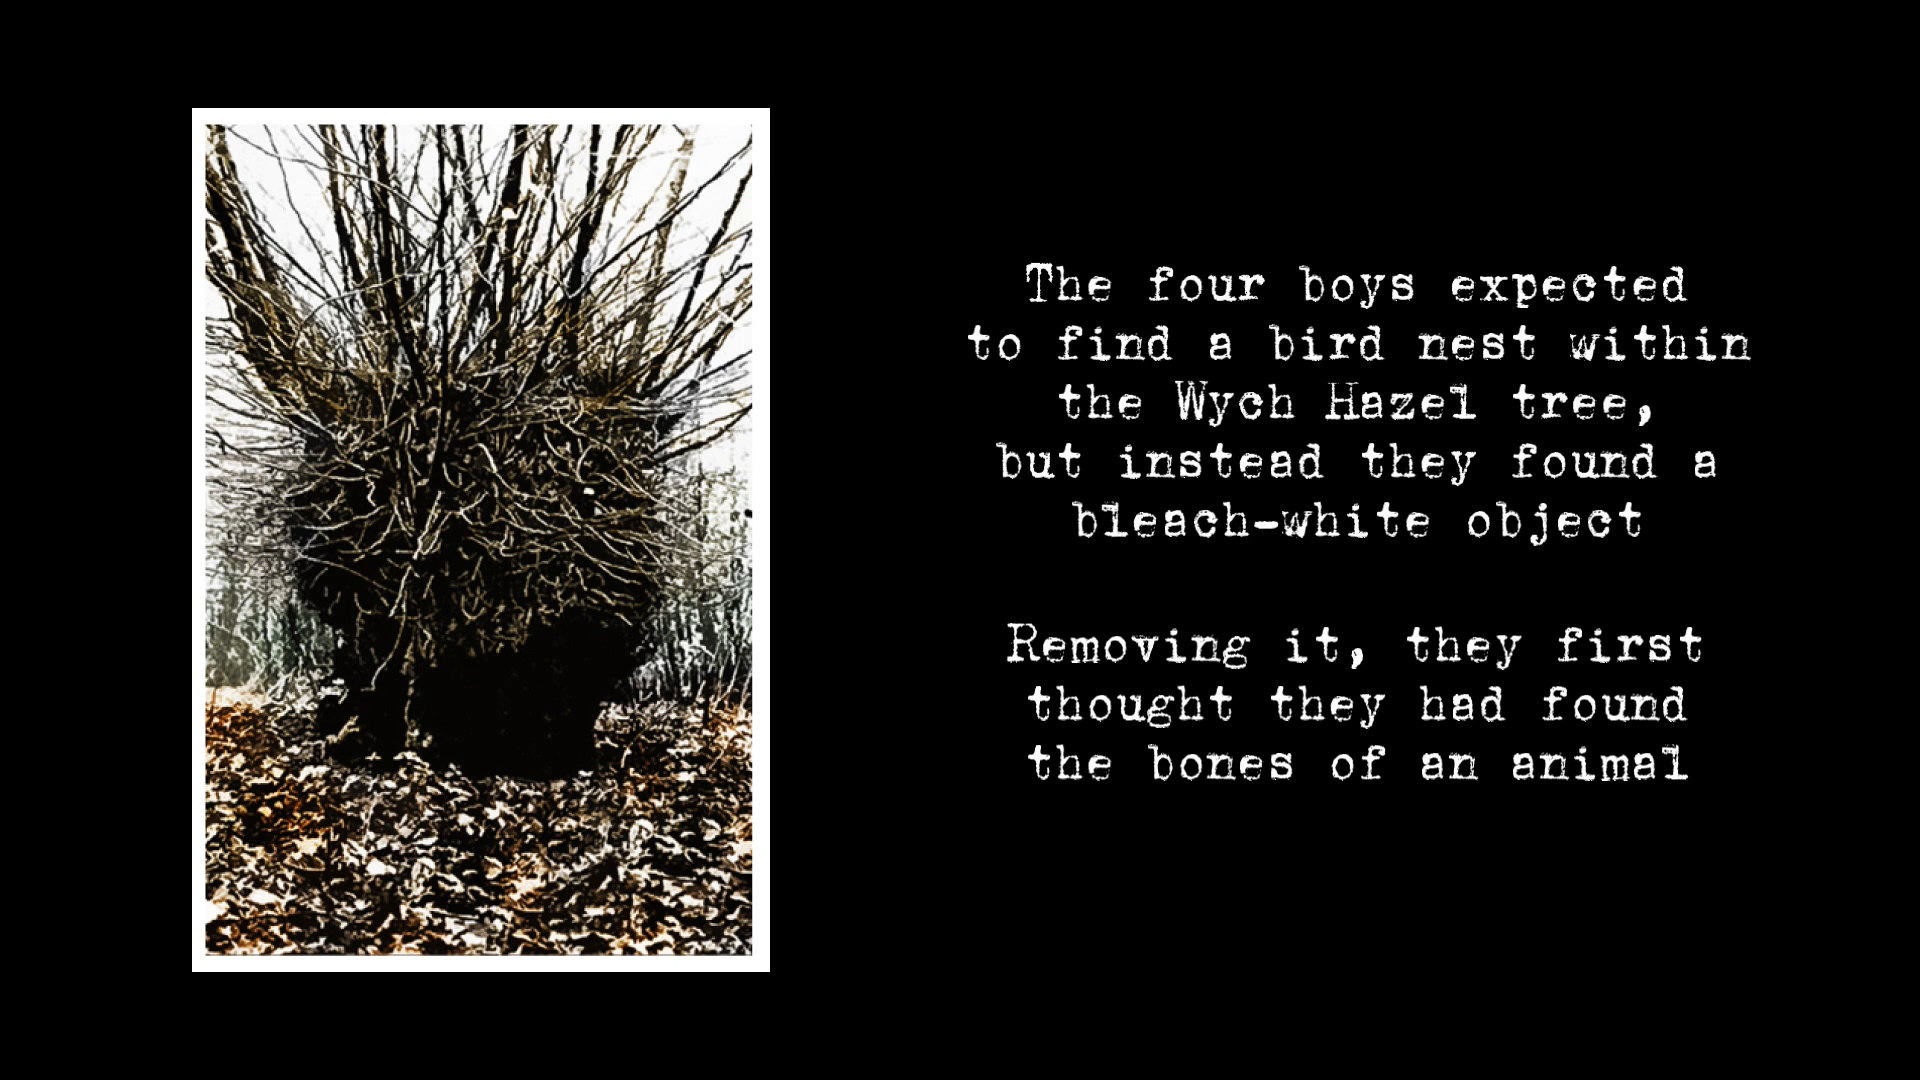 The four boys expected
to find a bird nest within
the Wych Hazel tree,
but instead they found a
bleach-white object
Removing it, they first
thought they had found
the bones of an animal